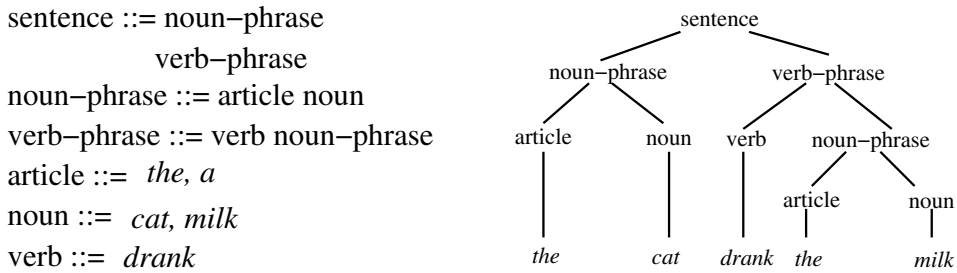 sentence ::= noun−phrase
verb−phrase
noun−phrase ::= article noun
verb−phrase ::= verb noun−phrase
article ::= the, a
noun ::= cat, milk
verb ::= drank
sentence
noun−phrase verb−phrase
article noun verb noun−phrase
article noun
the cat drank the milk